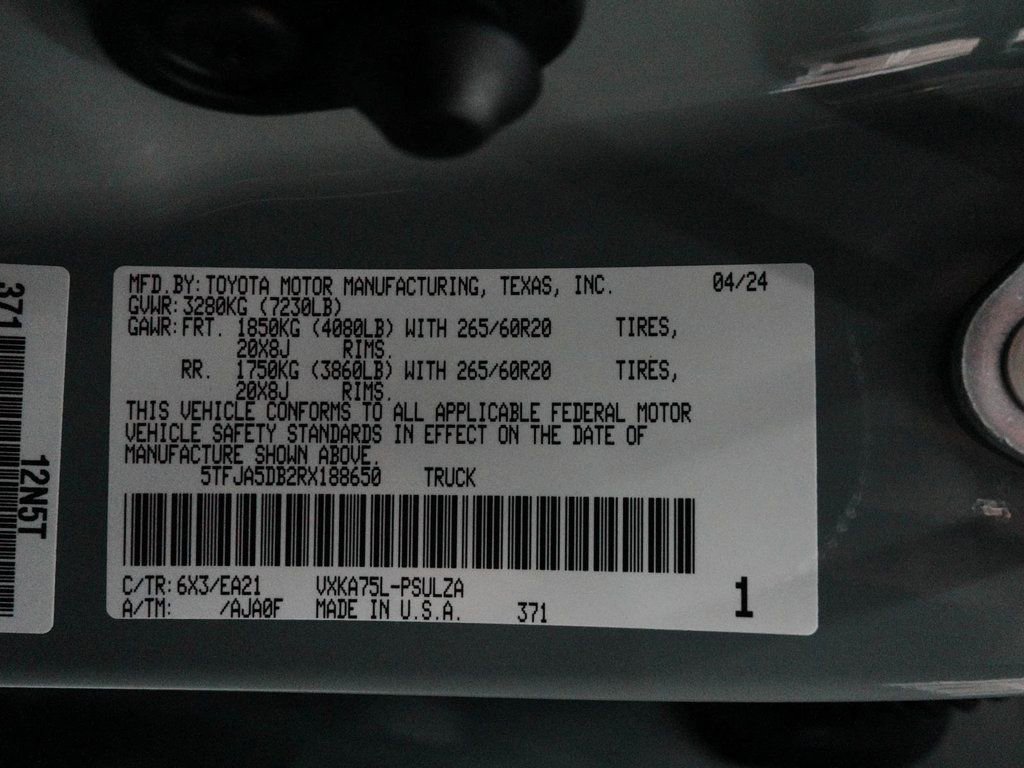 MFD.BY: TOYOTA MOTOR MANUFACTURING, TEXAS, INC. 04/24
GVWR: 3280KG (7230LB)
GAWR: FRT. 1850KG (4080LB) WITH 265/60R20 TIRES,
20X8J RIMS.
RR. 1750KG (3860LB) WITH 265/60R20 TIRES,
20X8J RIMS.
THIS VEHICLE CONFORMS TO ALL APPLICABLE FEDERAL MOTOR
VEHICLE SAFETY STANDARDS IN EFFECT ON THE DATE OF
MANUFACTURE SHOWN ABOVE.
5TFJA5DB2RX188650 TRUCK
C/TR: 6X3/EA21 VXKA75L-PSULZA
A/TM: /AJA0F MADE IN U.S.A. 371
1
371
12N5T